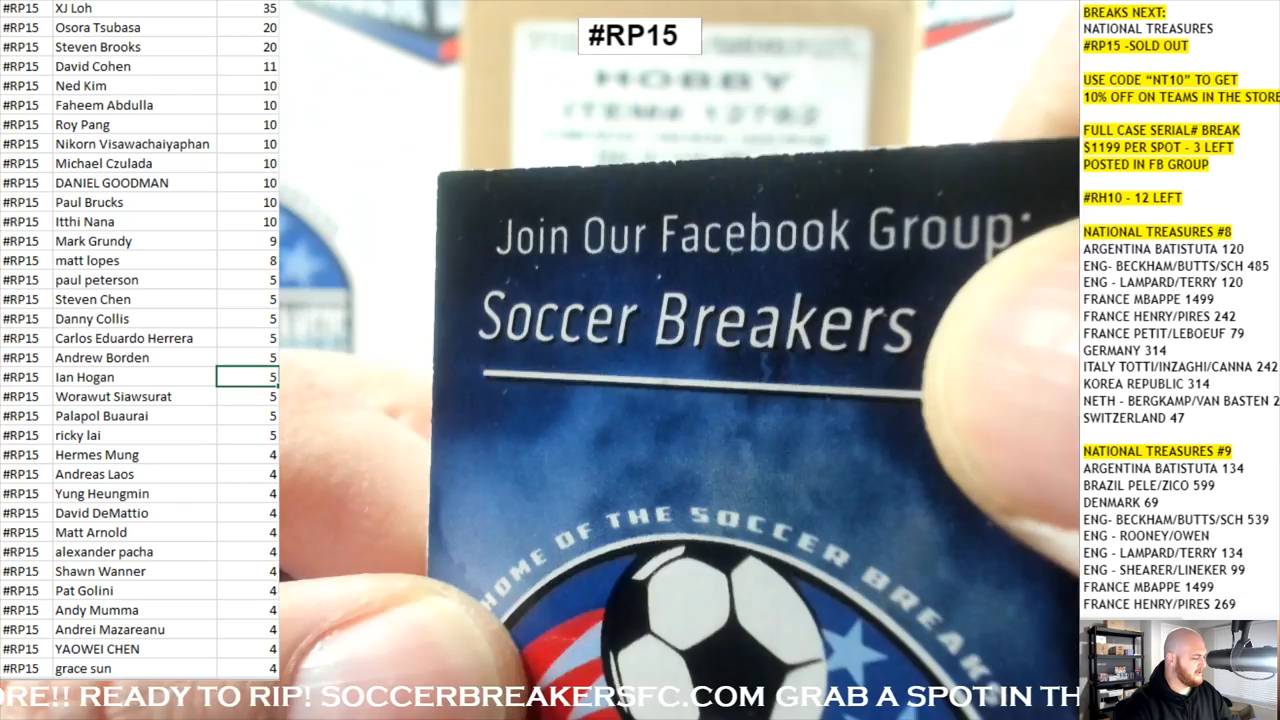 #RP15 XJ Loh 35
#RP15 Osora Tsubasa 20
#RP15 Steven Brooks 20
#RP15 David Cohen 11
#RP15 Ned Kim 10
#RP15 Faheem Abdulla 10
#RP15 Roy Pang 10
#RP15 Nikorn Visawachaiyaphan 10
#RP15 Michael Czulada 10
#RP15 DANIEL GOODMAN 10
#RP15 Paul Brucks 10
#RP15 Itthi Nana 10
#RP15 Mark Grundy 9
#RP15 matt lopes 8
#RP15 paul peterson 5
#RP15 Steven Chen 5
#RP15 Danny Collis 5
#RP15 Carlos Eduardo Herrera 5
#RP15 Andrew Borden 5
#RP15 Ian Hogan 5
#RP15 Worawut Siawsurat 5
#RP15 Palapol Buaurai 5
#RP15 ricky lai 5
#RP15 Hermes Mung 4
#RP15 Andreas Laos 4
#RP15 Yung Heungmin 4
#RP15 David DeMattio 4
#RP15 Matt Arnold 4
#RP15 alexander pacha 4
#RP15 Shawn Wanner 4
#RP15 Pat Golini 4
#RP15 Andy Mumma 4
#RP15 Andrei Mazareanu 4
#RP15 YAOWEI CHEN 4
#RP15 grace sun 4
#RP15
HOBBY
ITEM# 12782
Join Our Facebook Group:
Soccer Breakers
HOME OF THE SOCCER BREAK
BREAKS NEXT:
NATIONAL TREASURES
#RP15 -SOLD OUT
USE CODE “NT10” TO GET
10% OFF ON TEAMS IN THE STORE
FULL CASE SERIAL# BREAK
$1199 PER SPOT - 3 LEFT
POSTED IN FB GROUP
#RH10 - 12 LEFT
NATIONAL TREASURES #8
ARGENTINA BATISTUTA 120
ENG- BECKHAM/BUTTS/SCH 485
ENG - LAMPARD/TERRY 120
FRANCE MBAPPE 1499
FRANCE HENRY/PIRES 242
FRANCE PETIT/LEBOEUF 79
GERMANY 314
ITALY TOTTI/INZAGHI/CANNA 242
KOREA REPUBLIC 314
NETH - BERGKAMP/VAN BASTEN 2
SWITZERLAND 47
NATIONAL TREASURES #9
ARGENTINA BATISTUTA 134
BRAZIL PELE/ZICO 599
DENMARK 69
ENG- BECKHAM/BUTTS/SCH 539
ENG - ROONEY/OWEN
ENG - LAMPARD/TERRY 134
ENG - SHEARER/LINEKER 99
FRANCE MBAPPE 1499
FRANCE HENRY/PIRES 269
ORE!! READY TO RIP! SOCCERBREAKERSFC.COM GRAB A SPOT IN TH